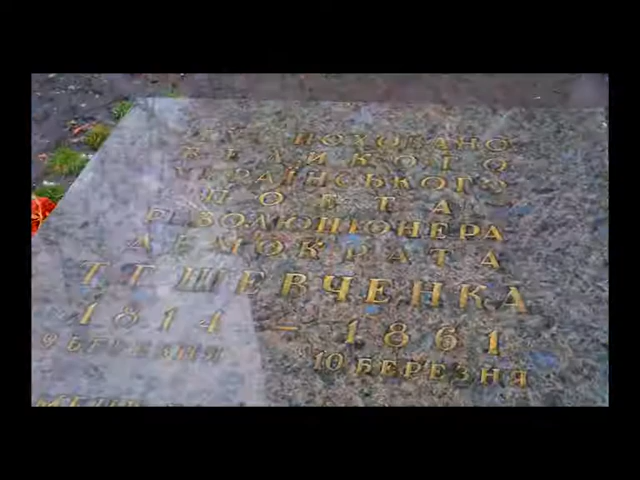 ПОХОВАНО
ВЕЛИКОГО
УКРАЇНСЬКОГО
ПОЕТА
РЕВОЛЮЦІОНЕРА
ДЕМОКРАТА
Т.Г.ШЕВЧЕНКА
1814 – 1861
9 БЕРЕЗНЯ 10 БЕРЕЗНЯ